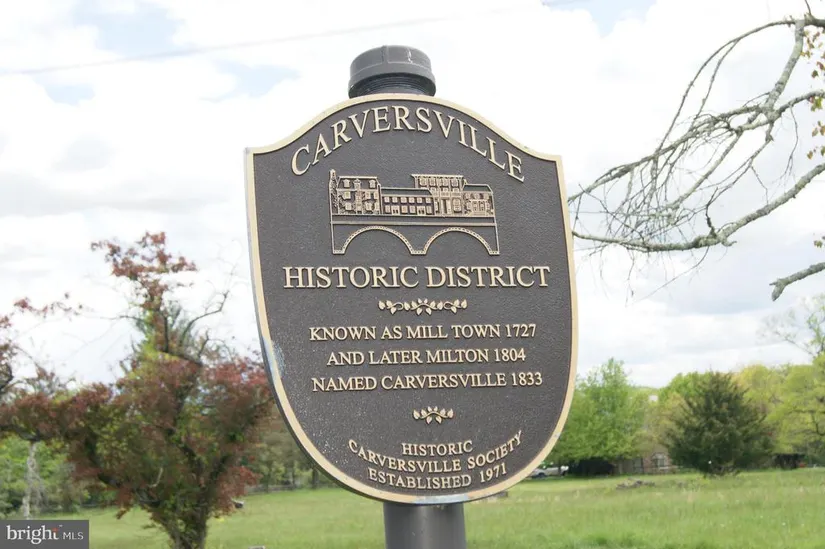 CARVERSVILLE
HISTORIC DISTRICT
KNOWN AS MILL TOWN 1727
AND LATER MILTON 1804
NAMED CARVERSVILLE 1833
HISTORIC
CARVERSVILLE SOCIETY
ESTABLISHED 1971
bright MLS